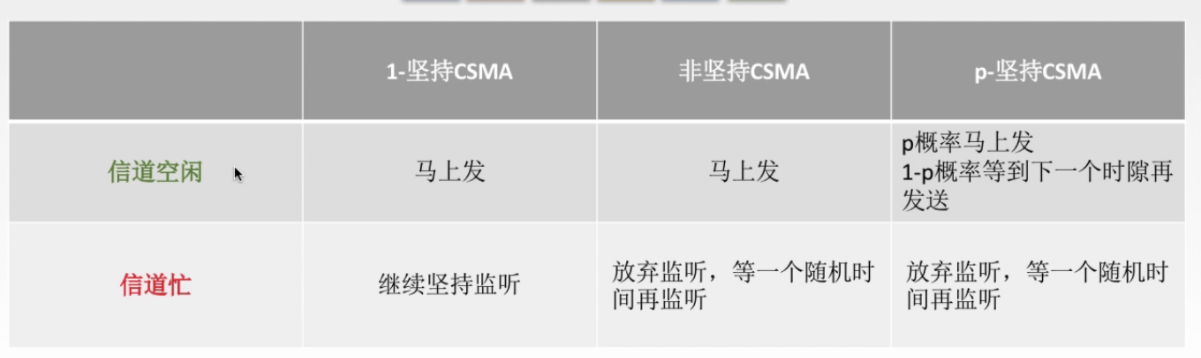 1-坚持CSMA
非坚持CSMA
p-坚持CSMA
信道空闲
马上发
马上发
p概率马上发
1-p概率等到下一个时隙再
发送
信道忙
继续坚持监听
放弃监听，等一个随机时
间再监听
放弃监听，等一个随机时
间再监听